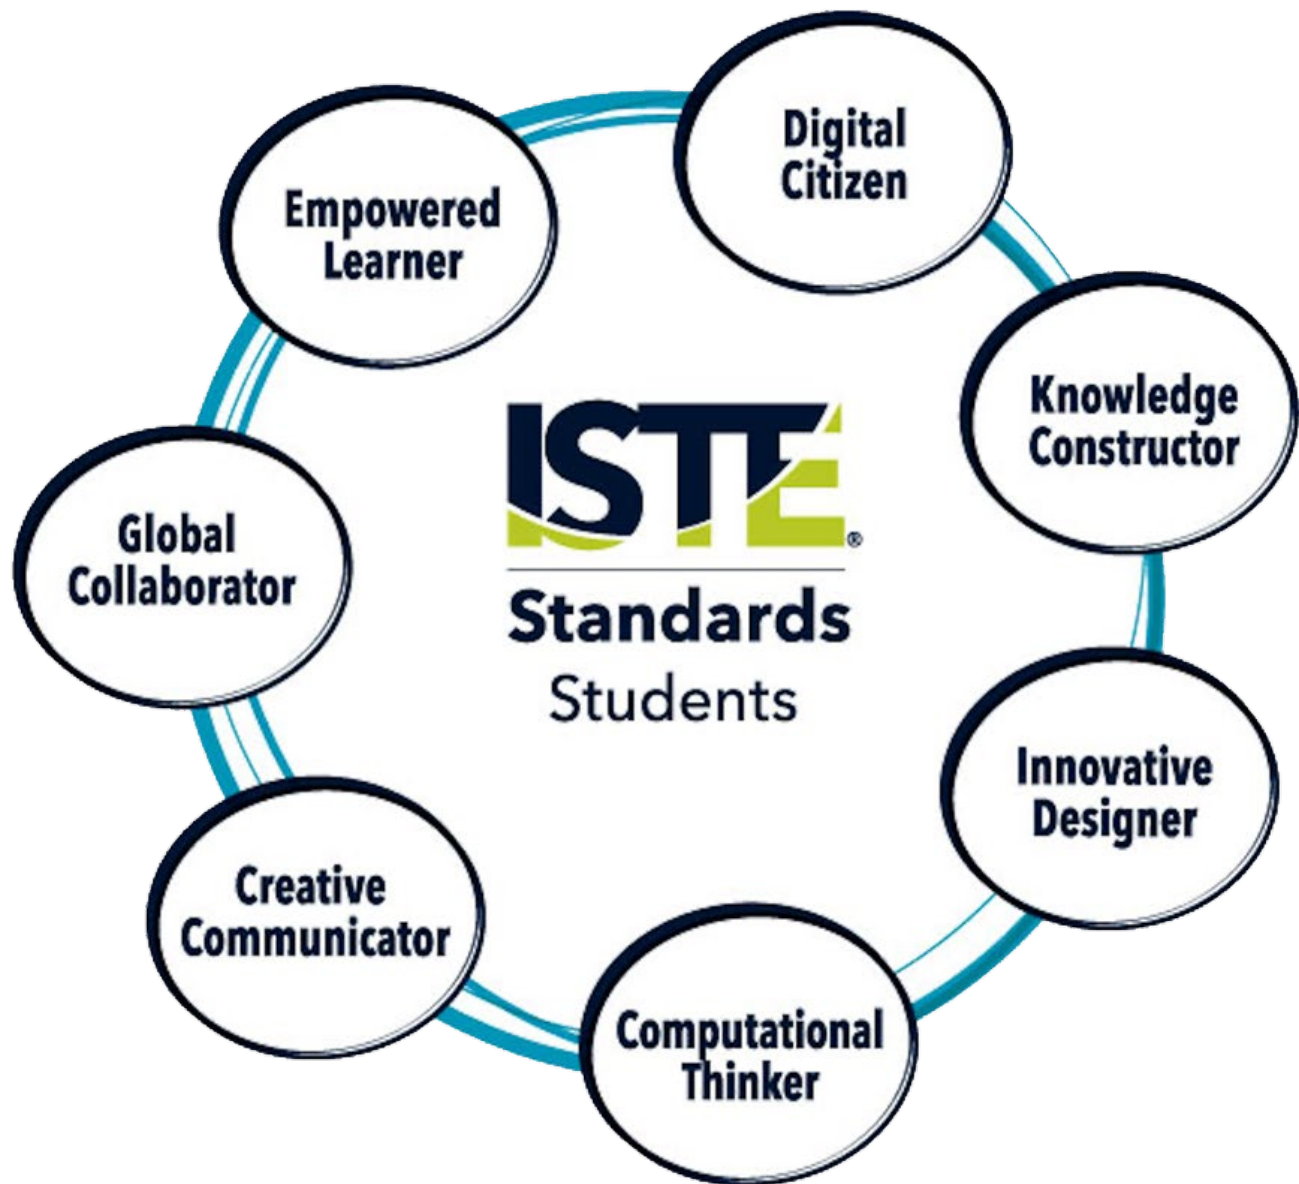 Digital
Citizen
Empowered
Learner
Knowledge
Constructor
ISTE®
Standards
Students
Global
Collaborator
Innovative
Designer
Creative
Communicator
Computational
Thinker